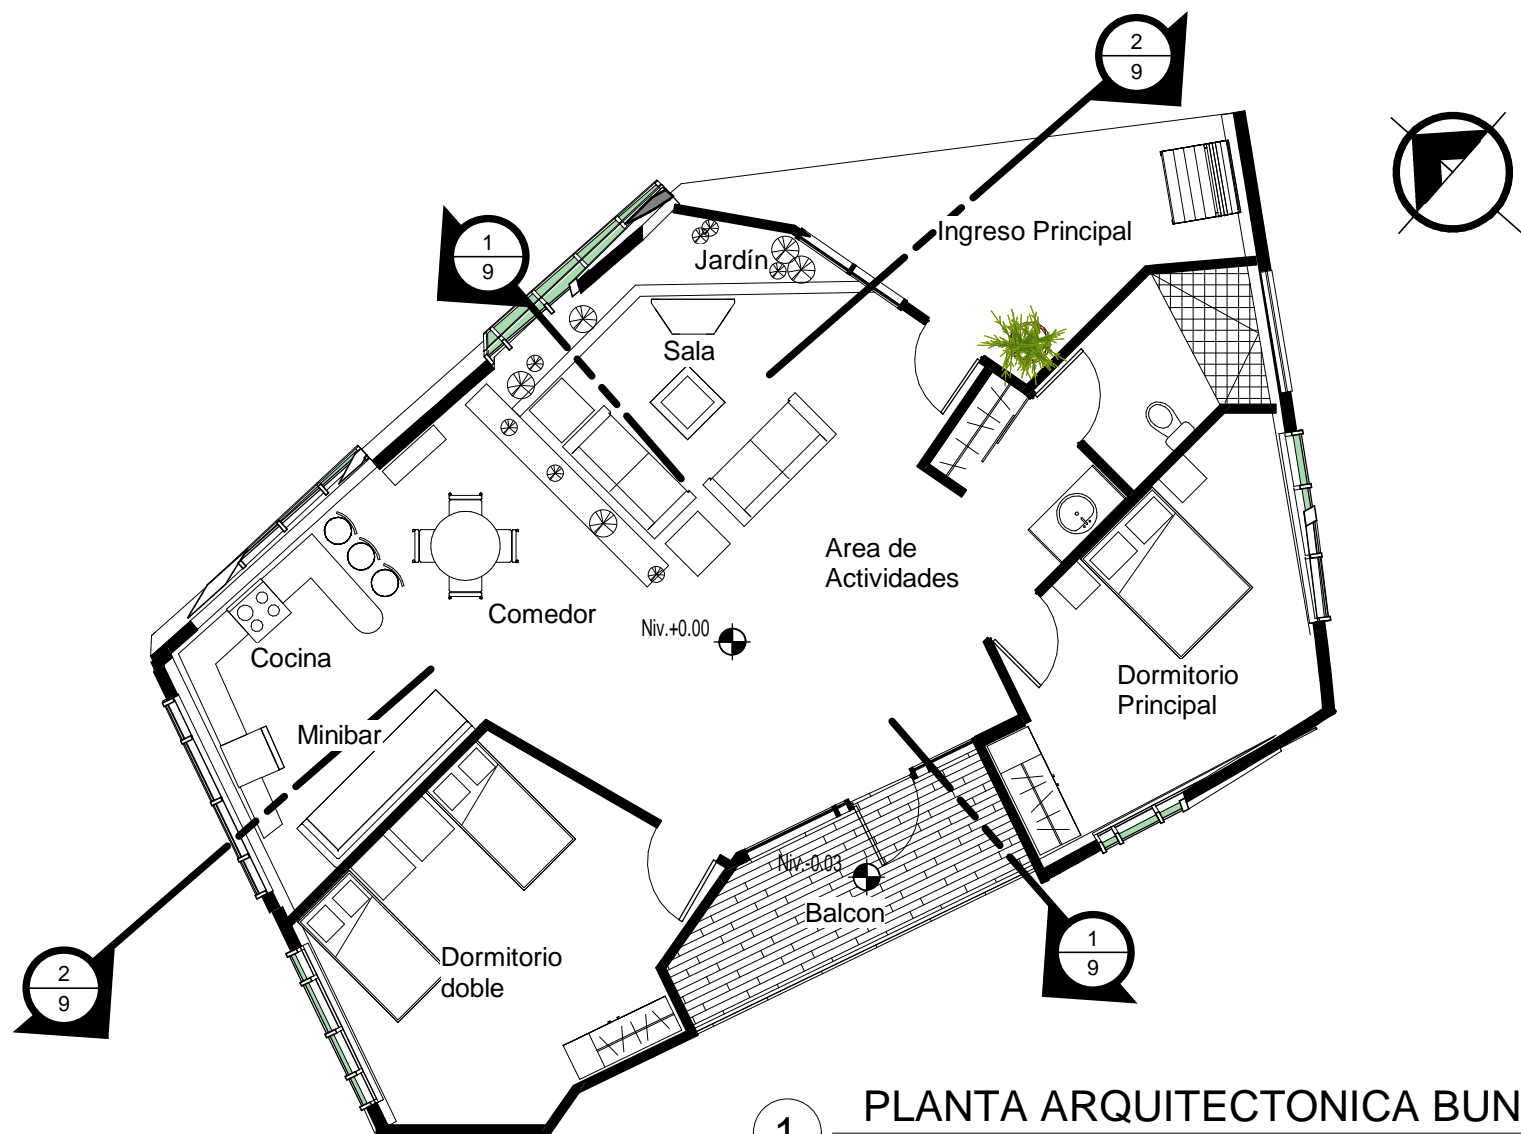 2
9
1
9
Ingreso Principal
Jardín
Sala
Area de
Actividades
Comedor
Niv.+0.00
Cocina
Dormitorio
Principal
Minibar
Niv.-0.03
Balcon
Dormitorio
doble
1
9
2
9
PLANTA ARQUITECTONICA BUN
1